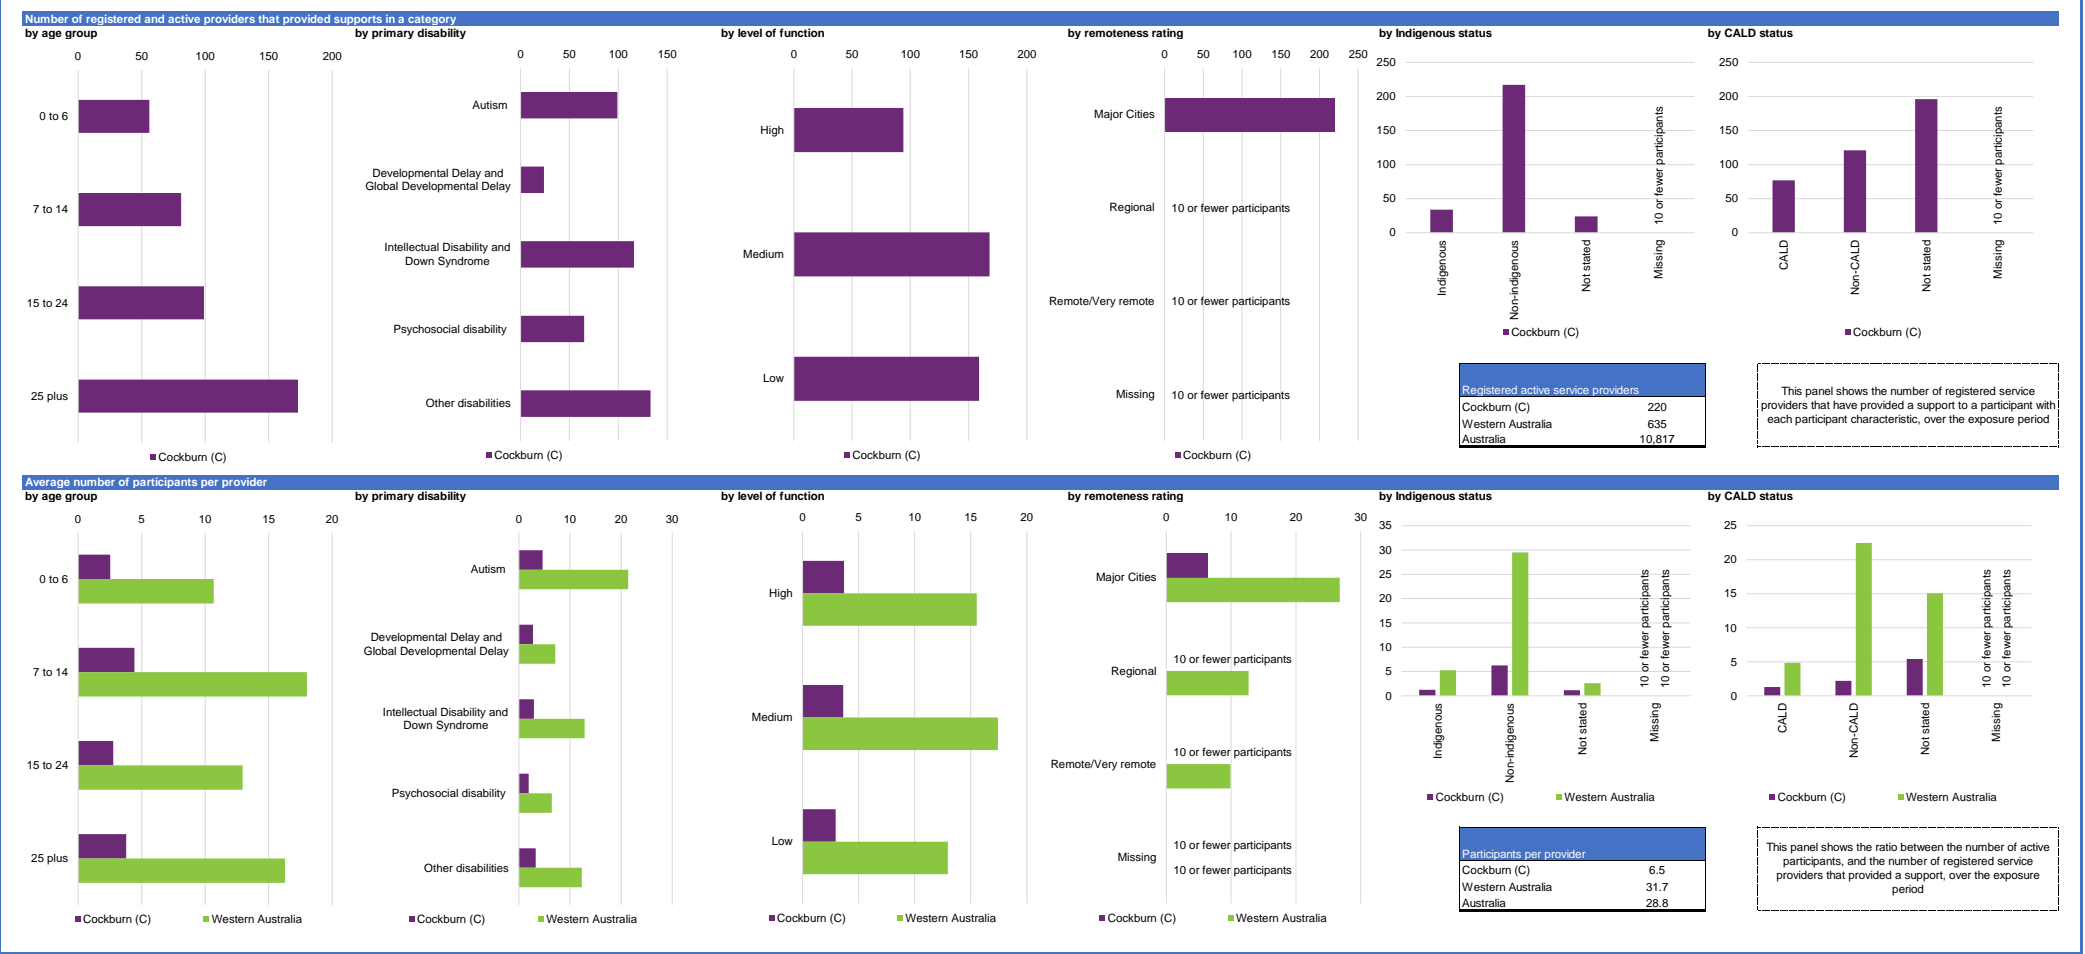 Number of registered and active providers that provided supports in a category
by age group
0 50 100 150 200
0 to 6
7 to 14
15 to 24
25 plus
Cockburn (C)
by primary disability
0 50 100 150
Autism
Developmental Delay and
Global Developmental Delay
Intellectual Disability and
Down Syndrome
Psychosocial disability
Other disabilities
Cockburn (C)
by level of function
0 50 100 150 200
High
Medium
Low
Cockburn (C)
by remoteness rating
0 50 100 150 200 250
Major Cities
Regional 10 or fewer participants
Remote/Very remote 10 or fewer participants
Missing 10 or fewer participants
Cockburn (C)
by Indigenous status
250
200
150
100
50
0
10 or fewer participants
Indigenous
Non-indigenous
Not stated
Missing
Cockburn (C)
by CALD status
250
200
150
100
50
0
10 or fewer participants
CALD
Non-CALD
Not stated
Missing
Cockburn (C)
Registered active service providers
Cockburn (C) 220
Western Australia 635
Australia 10,817
This panel shows the number of registered service
providers that have provided a support to a participant with
each participant characteristic, over the exposure period
Average number of participants per provider
by age group
0 5 10 15 20
0 to 6
7 to 14
15 to 24
25 plus
Cockburn (C) Western Australia
by primary disability
0 10 20 30
Autism
Developmental Delay and
Global Developmental Delay
Intellectual Disability and
Down Syndrome
Psychosocial disability
Other disabilities
Cockburn (C) Western Australia
by level of function
0 5 10 15 20
High
Medium
Low
Cockburn (C) Western Australia
by remoteness rating
0 10 20 30
Major Cities
10 or fewer participants
Regional
10 or fewer participants
Remote/Very remote
10 or fewer participants
Missing
10 or fewer participants
Cockburn (C) Western Australia
by Indigenous status
35
30
25
20
15
10
5
0
10 or fewer participants
10 or fewer participants
Indigenous
Non-indigenous
Not stated
Missing
Cockburn (C) Western Australia
by CALD status
25
20
15
10
5
0
10 or fewer participants
10 or fewer participants
CALD
Non-CALD
Not stated
Missing
Cockburn (C) Western Australia
Participants per provider
Cockburn (C) 6.5
Western Australia 31.7
Australia 28.8
This panel shows the ratio between the number of active
participants, and the number of registered service
providers that provided a support, over the exposure
period